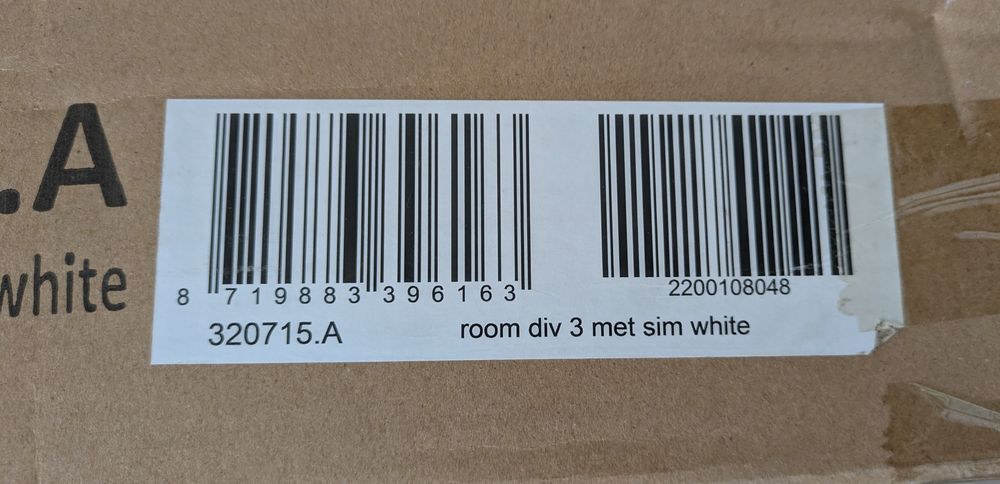 .A
white
8 719883 396163
2200108048
320715.A
room div 3 met sim white